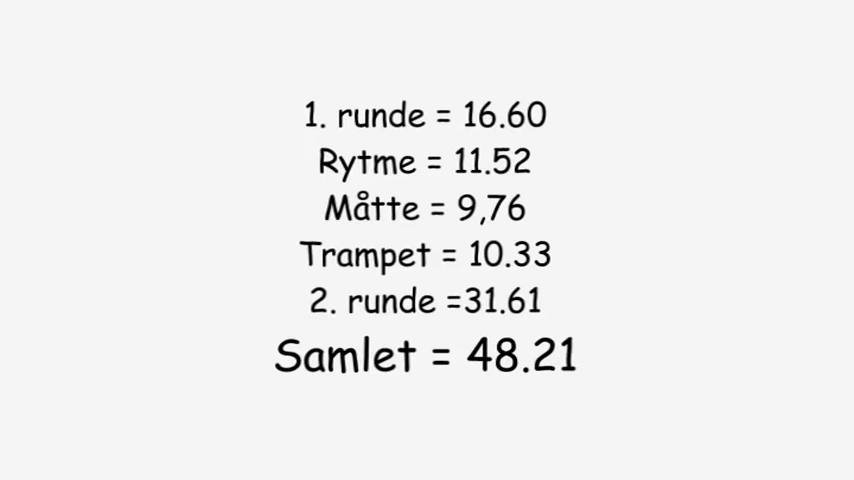 1. runde = 16.60
Rytme = 11.52
Måtte = 9,76
Trampet = 10.33
2. runde =31.61
Samlet = 48.21